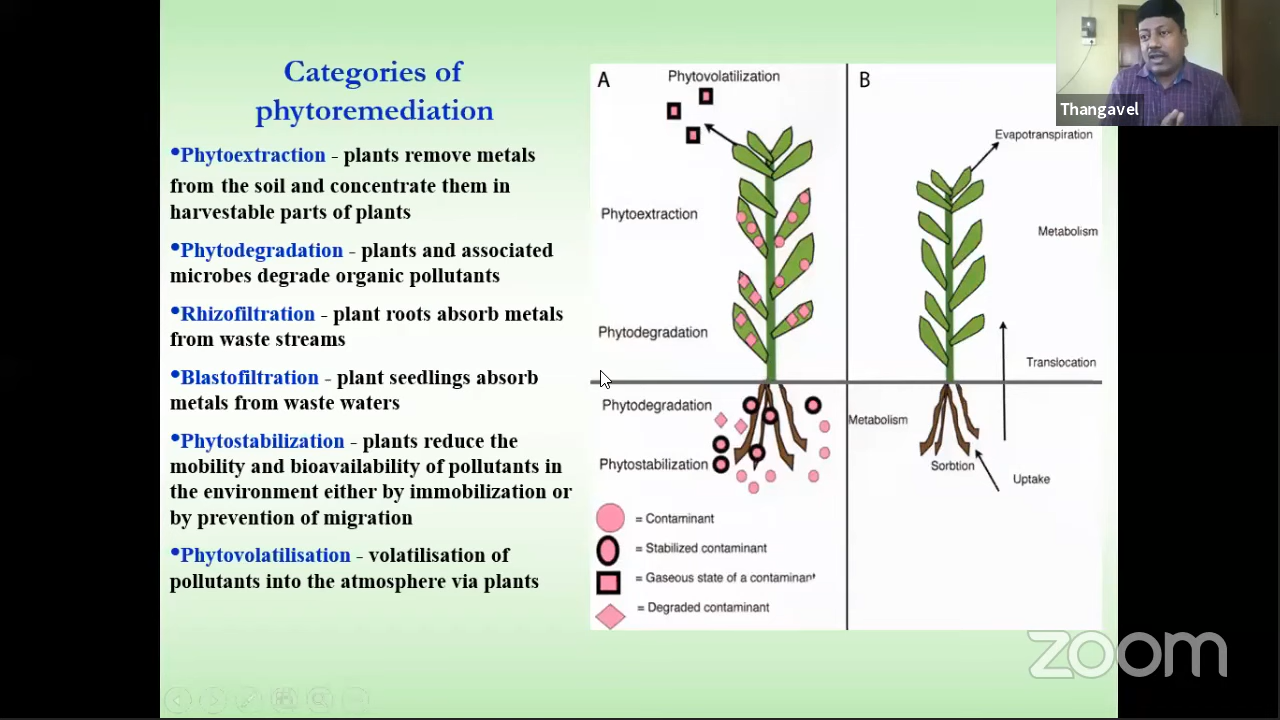 Categories of
phytoremediation
•Phytoextraction - plants remove metals
from the soil and concentrate them in
harvestable parts of plants
•Phytodegradation - plants and associated
microbes degrade organic pollutants
•Rhizofiltration - plant roots absorb metals
from waste streams
•Blastofiltration - plant seedlings absorb
metals from waste waters
•Phytostabilization - plants reduce the
mobility and bioavailability of pollutants in
the environment either by immobilization or
by prevention of migration
•Phytovolatilisation - volatilisation of
pollutants into the atmosphere via plants
A
Phytovolatilization
Phytoextraction
Phytodegradation
Phytodegradation
Phytostabilization
= Contaminant
= Stabilized contaminant
= Gaseous state of a contaminant
= Degraded contaminant
B
Evapotranspiration
Metabolism
Translocation
Metabolism
Sorbtion
Uptake
Thangavel
zoom